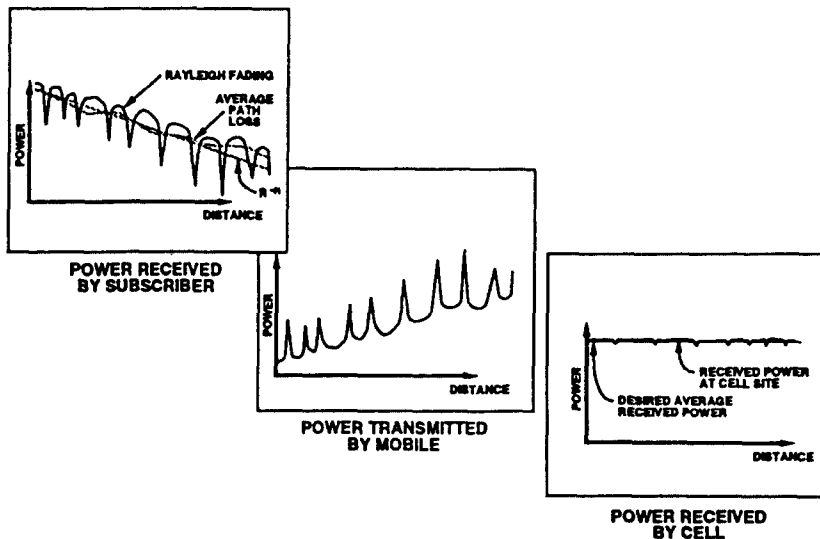 RAYLEIGH FADING
AVERAGE
PATH
LOSS
POWER
R⁻ⁿ
DISTANCE
POWER RECEIVED
BY SUBSCRIBER
POWER
DISTANCE
POWER TRANSMITTED
BY MOBILE
POWER
RECEIVED POWER
AT CELL SITE
DESIRED AVERAGE
RECEIVED POWER
DISTANCE
POWER RECEIVED
BY CELL